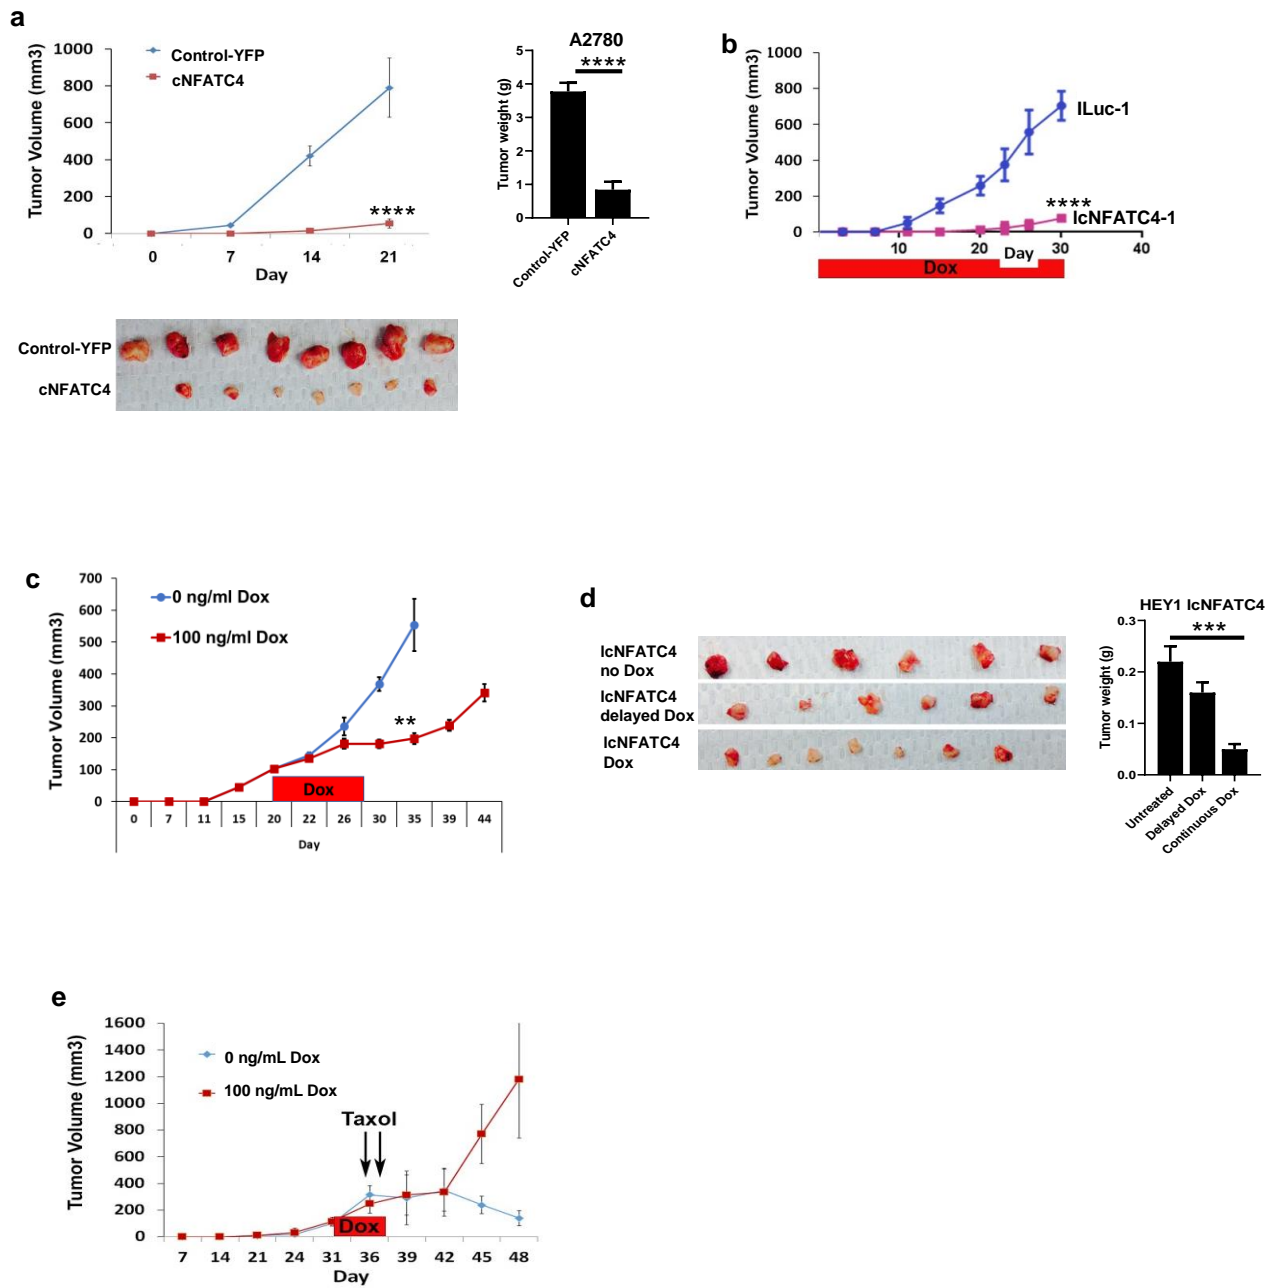 a
1000
800
600
400
200
0
Tumor Volume (mm3)
Control-YFP
cNFATC4
****
0 7 14 21
Day
A2780
****
5
4
3
2
1
0
Tumor weight (g)
Control-YFP
cNFATC4
Control-YFP
cNFATC4
b
1000
800
600
400
200
0
Tumor Volume (mm3)
ILuc-1
****
IcNFATC4-1
10 20 30 40
Day
Dox
c
700
600
500
400
300
200
100
0
Tumor Volume (mm3)
0 ng/ml Dox
100 ng/ml Dox
**
Dox
0 7 11 15 20 22 26 30 35 39 44
Day
d
IcNFATC4
no Dox
IcNFATC4
delayed Dox
IcNFATC4
Dox
HEY1 IcNFATC4
***
0.3
0.2
0.1
0.0
Tumor weight (g)
Untreated
Delayed Dox
Continuous Dox
e
1600
1400
1200
1000
800
600
400
200
0
Tumor Volume (mm3)
0 ng/mL Dox
100 ng/mL Dox
Taxol
Dox
7 14 21 24 31 36 39 42 45 48
Day